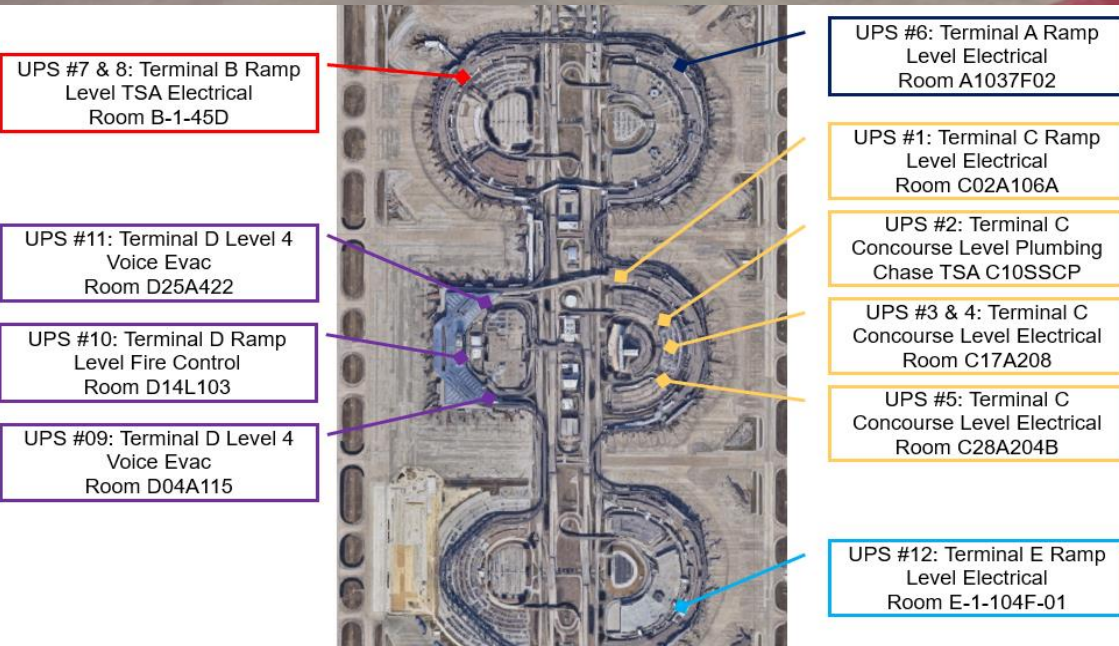 UPS #7 & 8: Terminal B Ramp
Level TSA Electrical
Room B-1-45D
UPS #11: Terminal D Level 4
Voice Evac
Room D25A422
UPS #10: Terminal D Ramp
Level Fire Control
Room D14L103
UPS #09: Terminal D Level 4
Voice Evac
Room D04A115
UPS #6: Terminal A Ramp
Level Electrical
Room A1037F02
UPS #1: Terminal C Ramp
Level Electrical
Room C02A106A
UPS #2: Terminal C
Concourse Level Plumbing
Chase TSA C10SSCP
UPS #3 & 4: Terminal C
Concourse Level Electrical
Room C17A208
UPS #5: Terminal C
Concourse Level Electrical
Room C28A204B
UPS #12: Terminal E Ramp
Level Electrical
Room E-1-104F-01